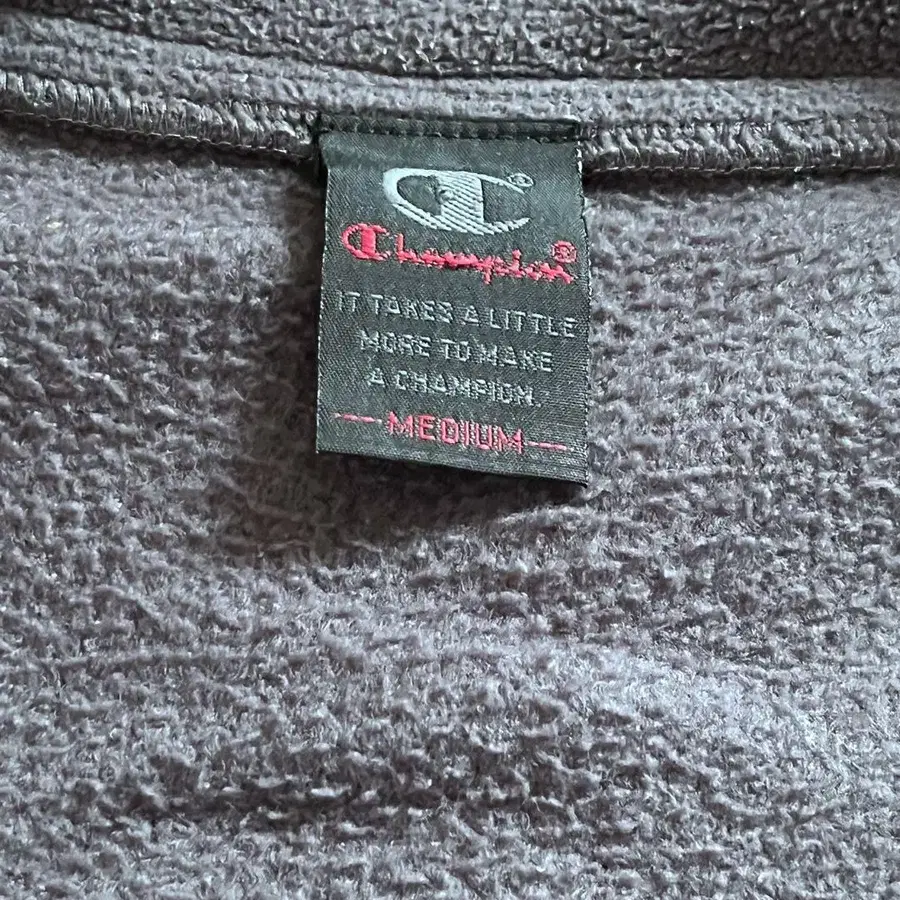 C®
Champion®
IT TAKES A LITTLE
MORE TO MAKE
A CHAMPION.
— MEDIUM —